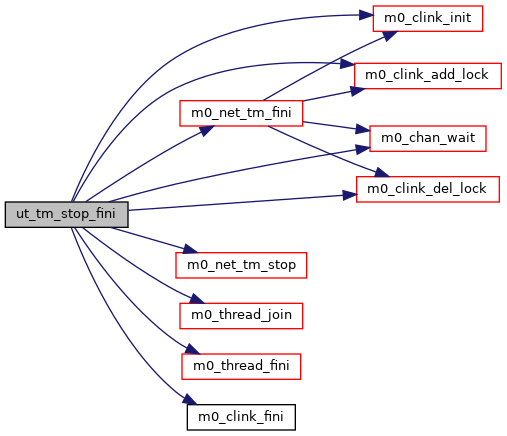 m0_clink_init
m0_clink_add_lock
m0_net_tm_fini
m0_chan_wait
m0_clink_del_lock
ut_tm_stop_fini
m0_net_tm_stop
m0_thread_join
m0_thread_fini
m0_clink_fini